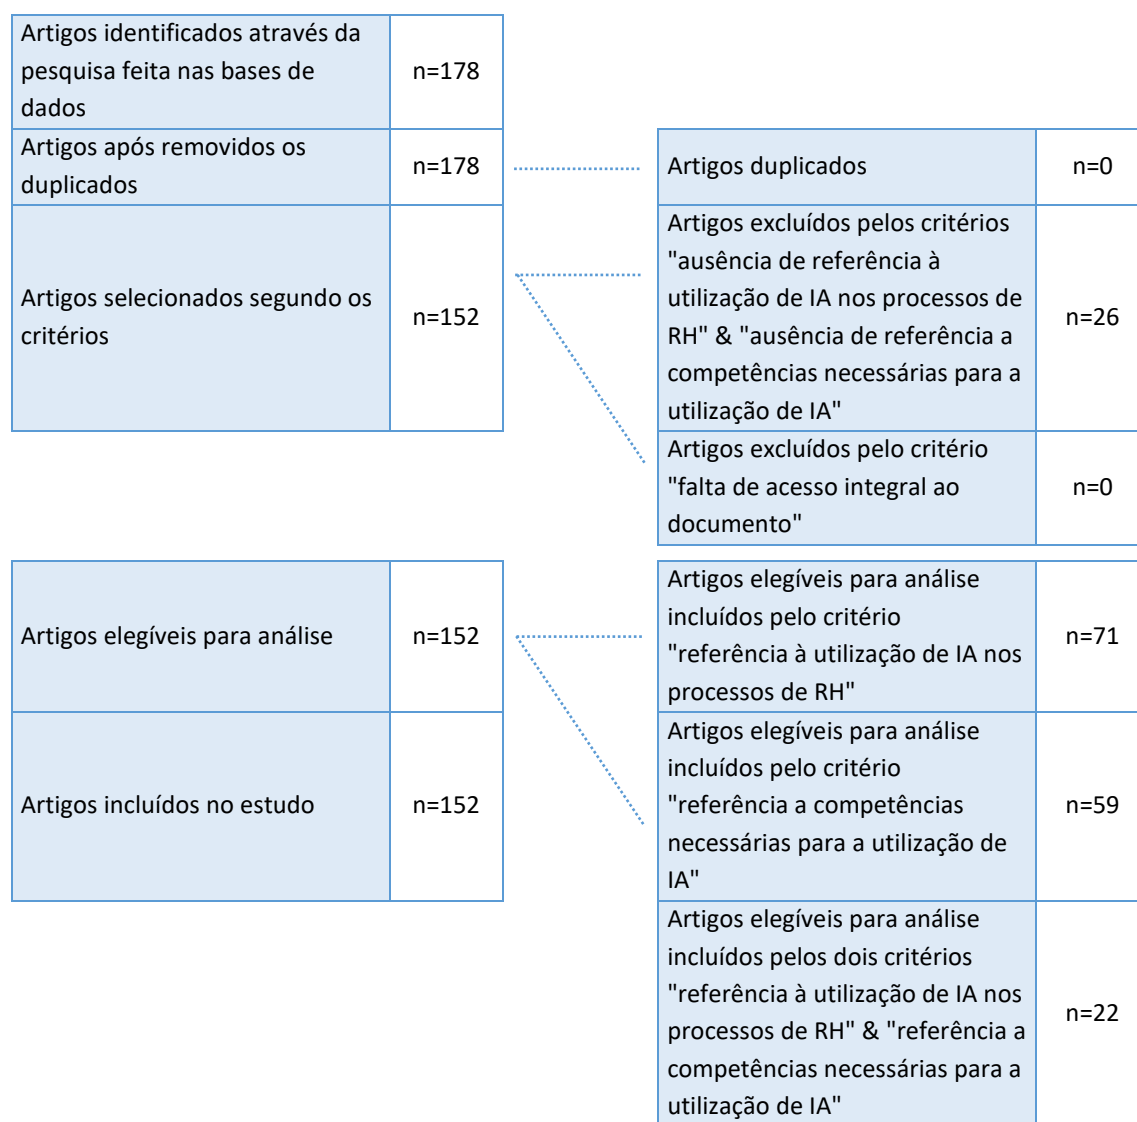 Artigos identificados através da
pesquisa feita nas bases de
dados
n=178
Artigos após removidos os
duplicados
n=178
Artigos duplicados
n=0
Artigos selecionados segundo os
critérios
n=152
Artigos excluídos pelos critérios
"ausência de referência à
utilização de IA nos processos de
RH" & "ausência de referência a
competências necessárias para a
utilização de IA"
n=26
Artigos excluídos pelo critério
"falta de acesso integral ao
documento"
n=0
Artigos elegíveis para análise
n=152
Artigos elegíveis para análise
incluídos pelo critério
"referência à utilização de IA nos
processos de RH"
n=71
Artigos incluídos no estudo
n=152
Artigos elegíveis para análise
incluídos pelo critério
"referência a competências
necessárias para a utilização de
IA"
n=59
Artigos elegíveis para análise
incluídos pelos dois critérios
"referência à utilização de IA nos
processos de RH" & "referência a
competências necessárias para a
utilização de IA"
n=22